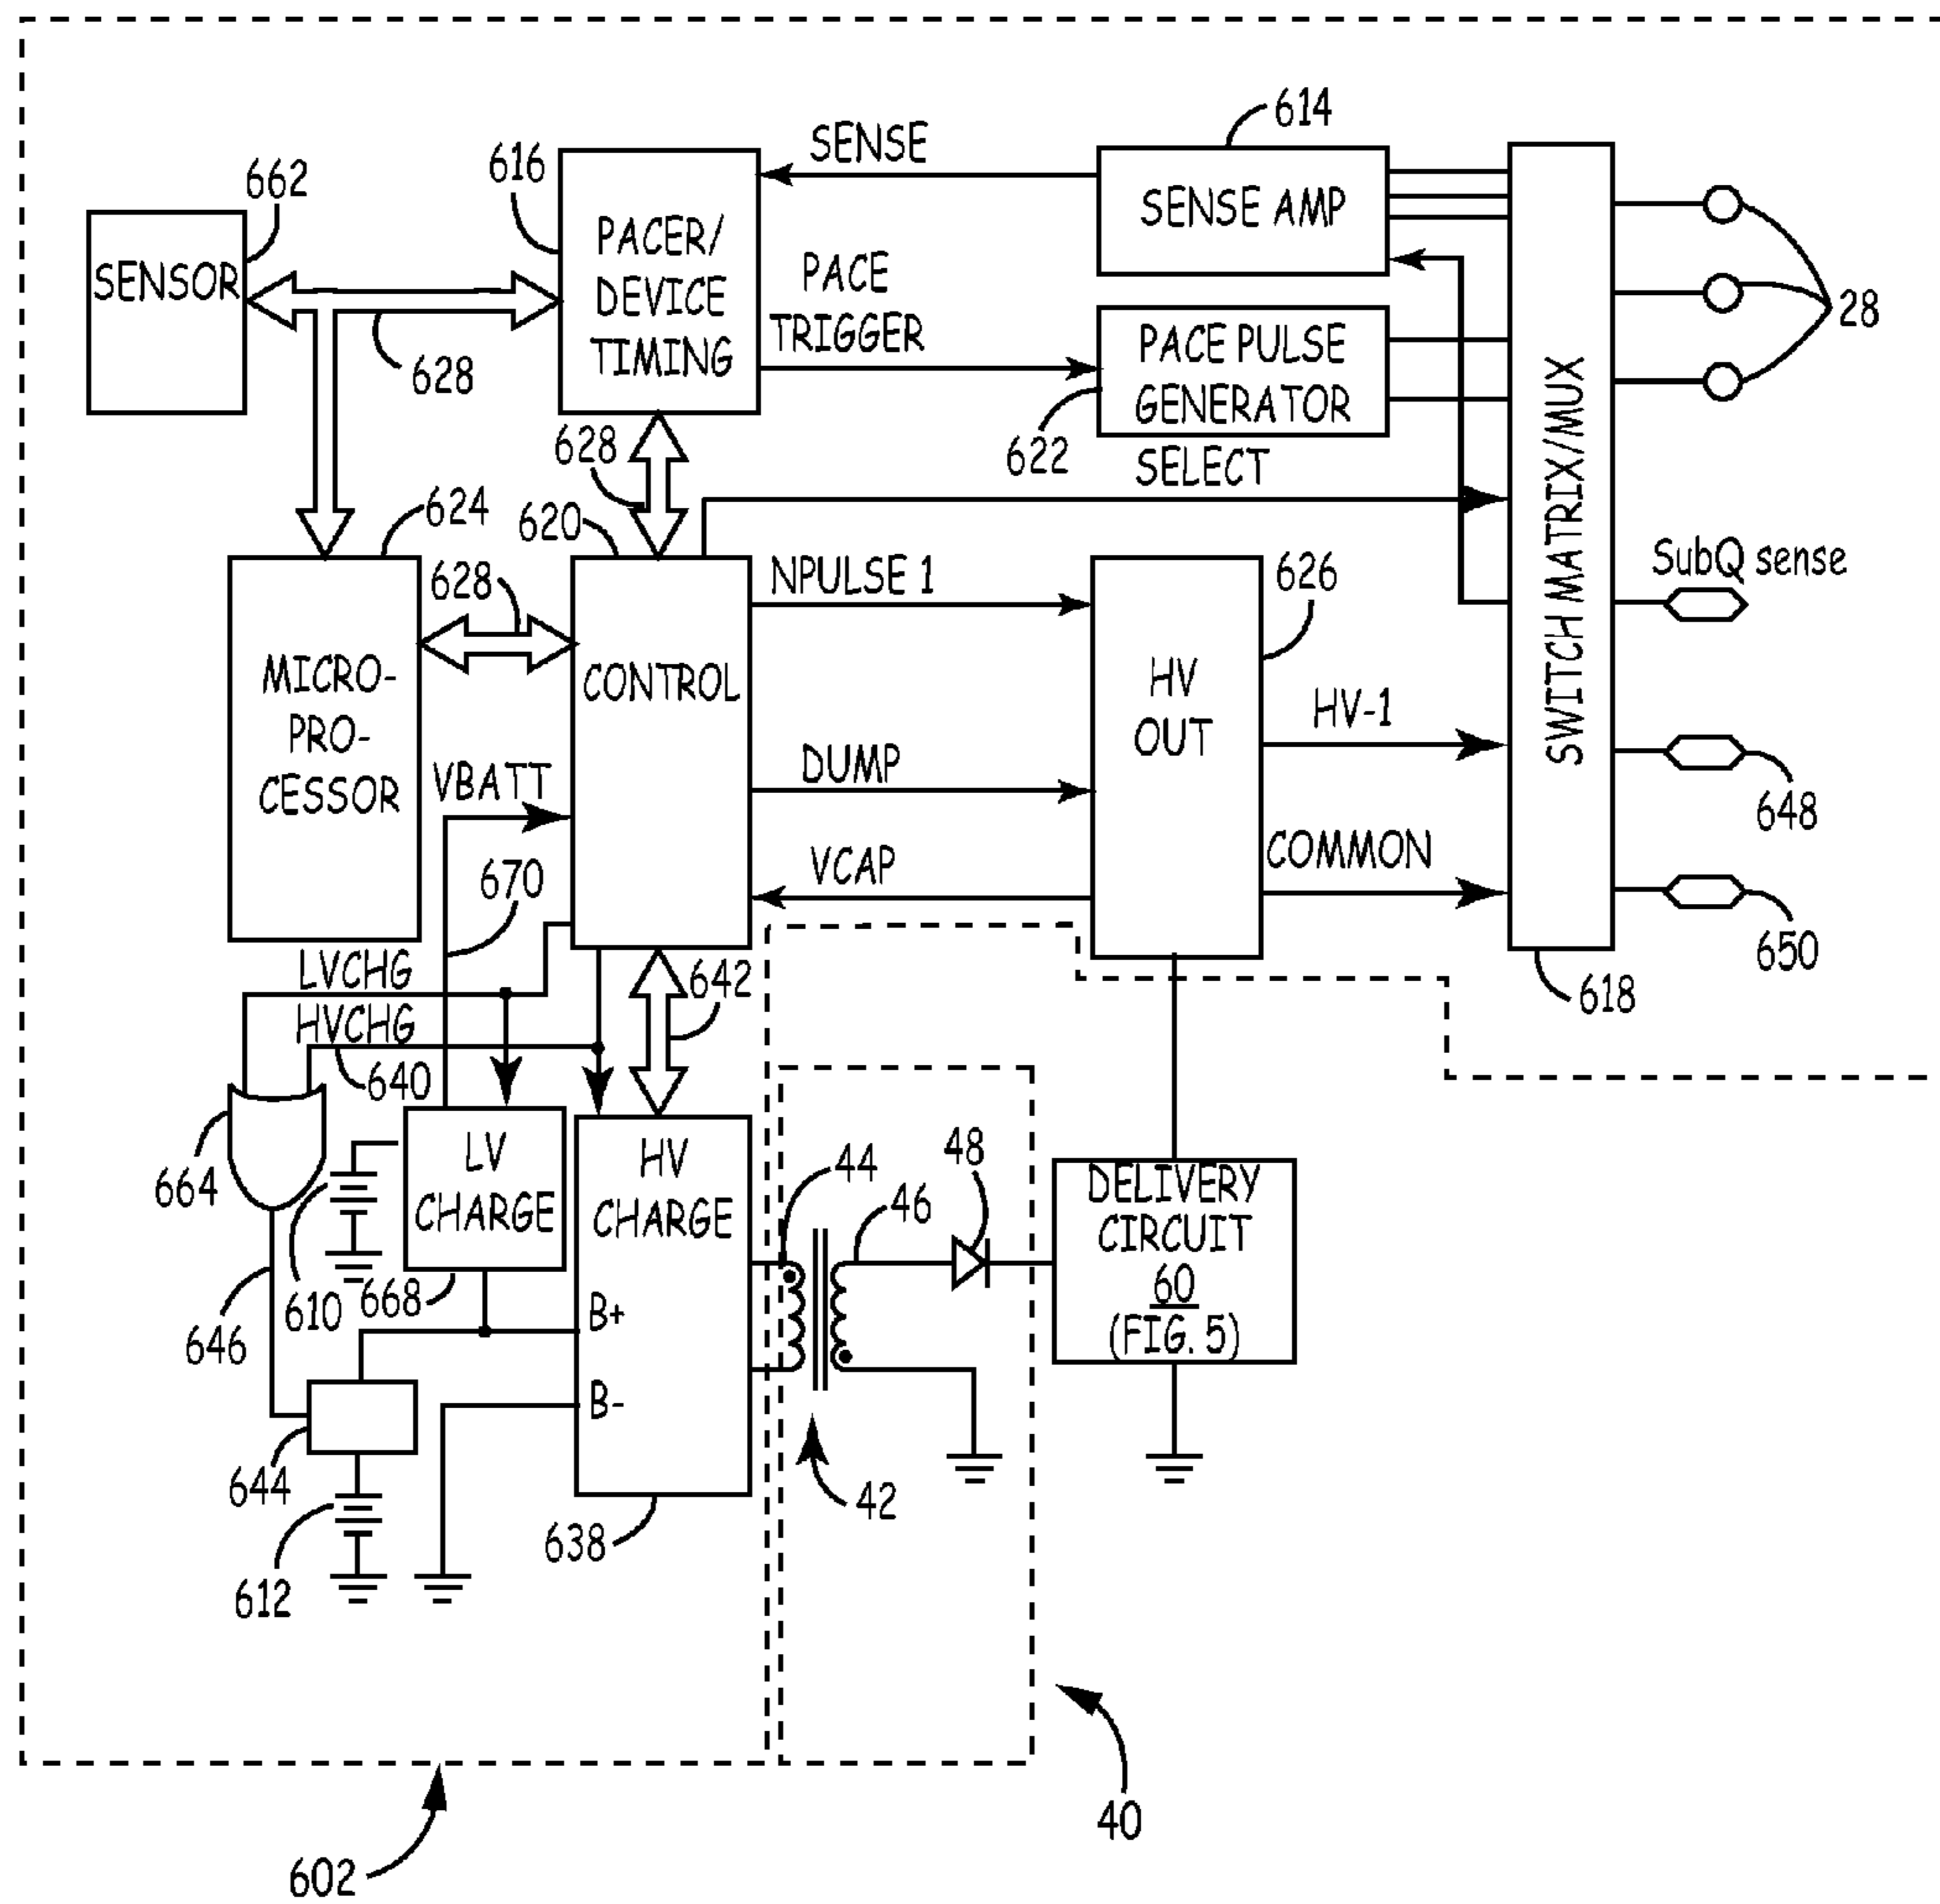 614
SENSE
616
662
SENSE AMP
PACER/
DEVICE
TIMING
SENSOR
PACE
TRIGGER
28
PACE PULSE
GENERATOR
628
622
628
SELECT
SWITCH MATRIX/MUX
624
620
SubQ sense
NPULSE 1
626
628
MICRO-
PRO-
CESSOR
CONTROL
HV
OUT
HV-1
DUMP
VBATT
648
COMMON
VCAP
670
650
LVCHG
642
618
HVCHG
640
664
LV
CHARGE
HV
CHARGE
44
48
46
DELIVERY
CIRCUIT
60
(FIG. 5)
610
668
B+
646
B-
644
42
638
612
40
602